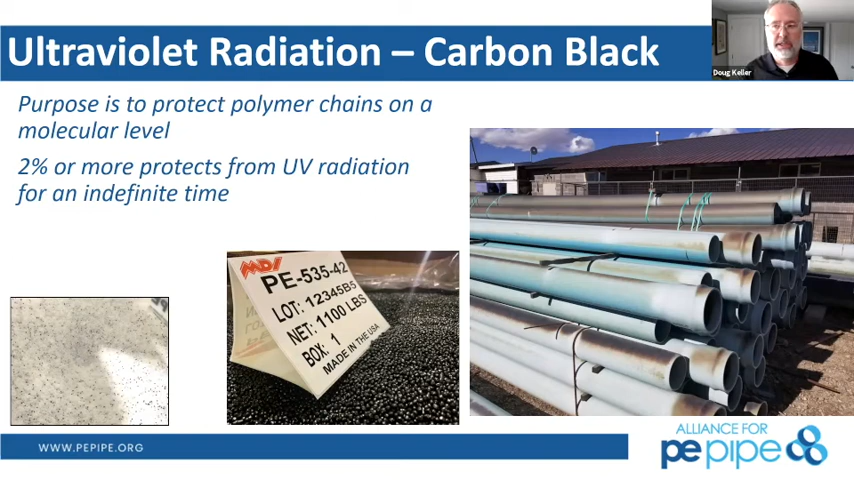 Ultraviolet Radiation – Carbon Black
Doug Keller
Purpose is to protect polymer chains on a
molecular level
2% or more protects from UV radiation
for an indefinite time
MDI
PE-535-42
LOT: 12345B5
NET: 1100 LBS
BOX: 1
MADE IN THE USA
WWW.PEPIPE.ORG
ALLIANCE FOR
pepipe